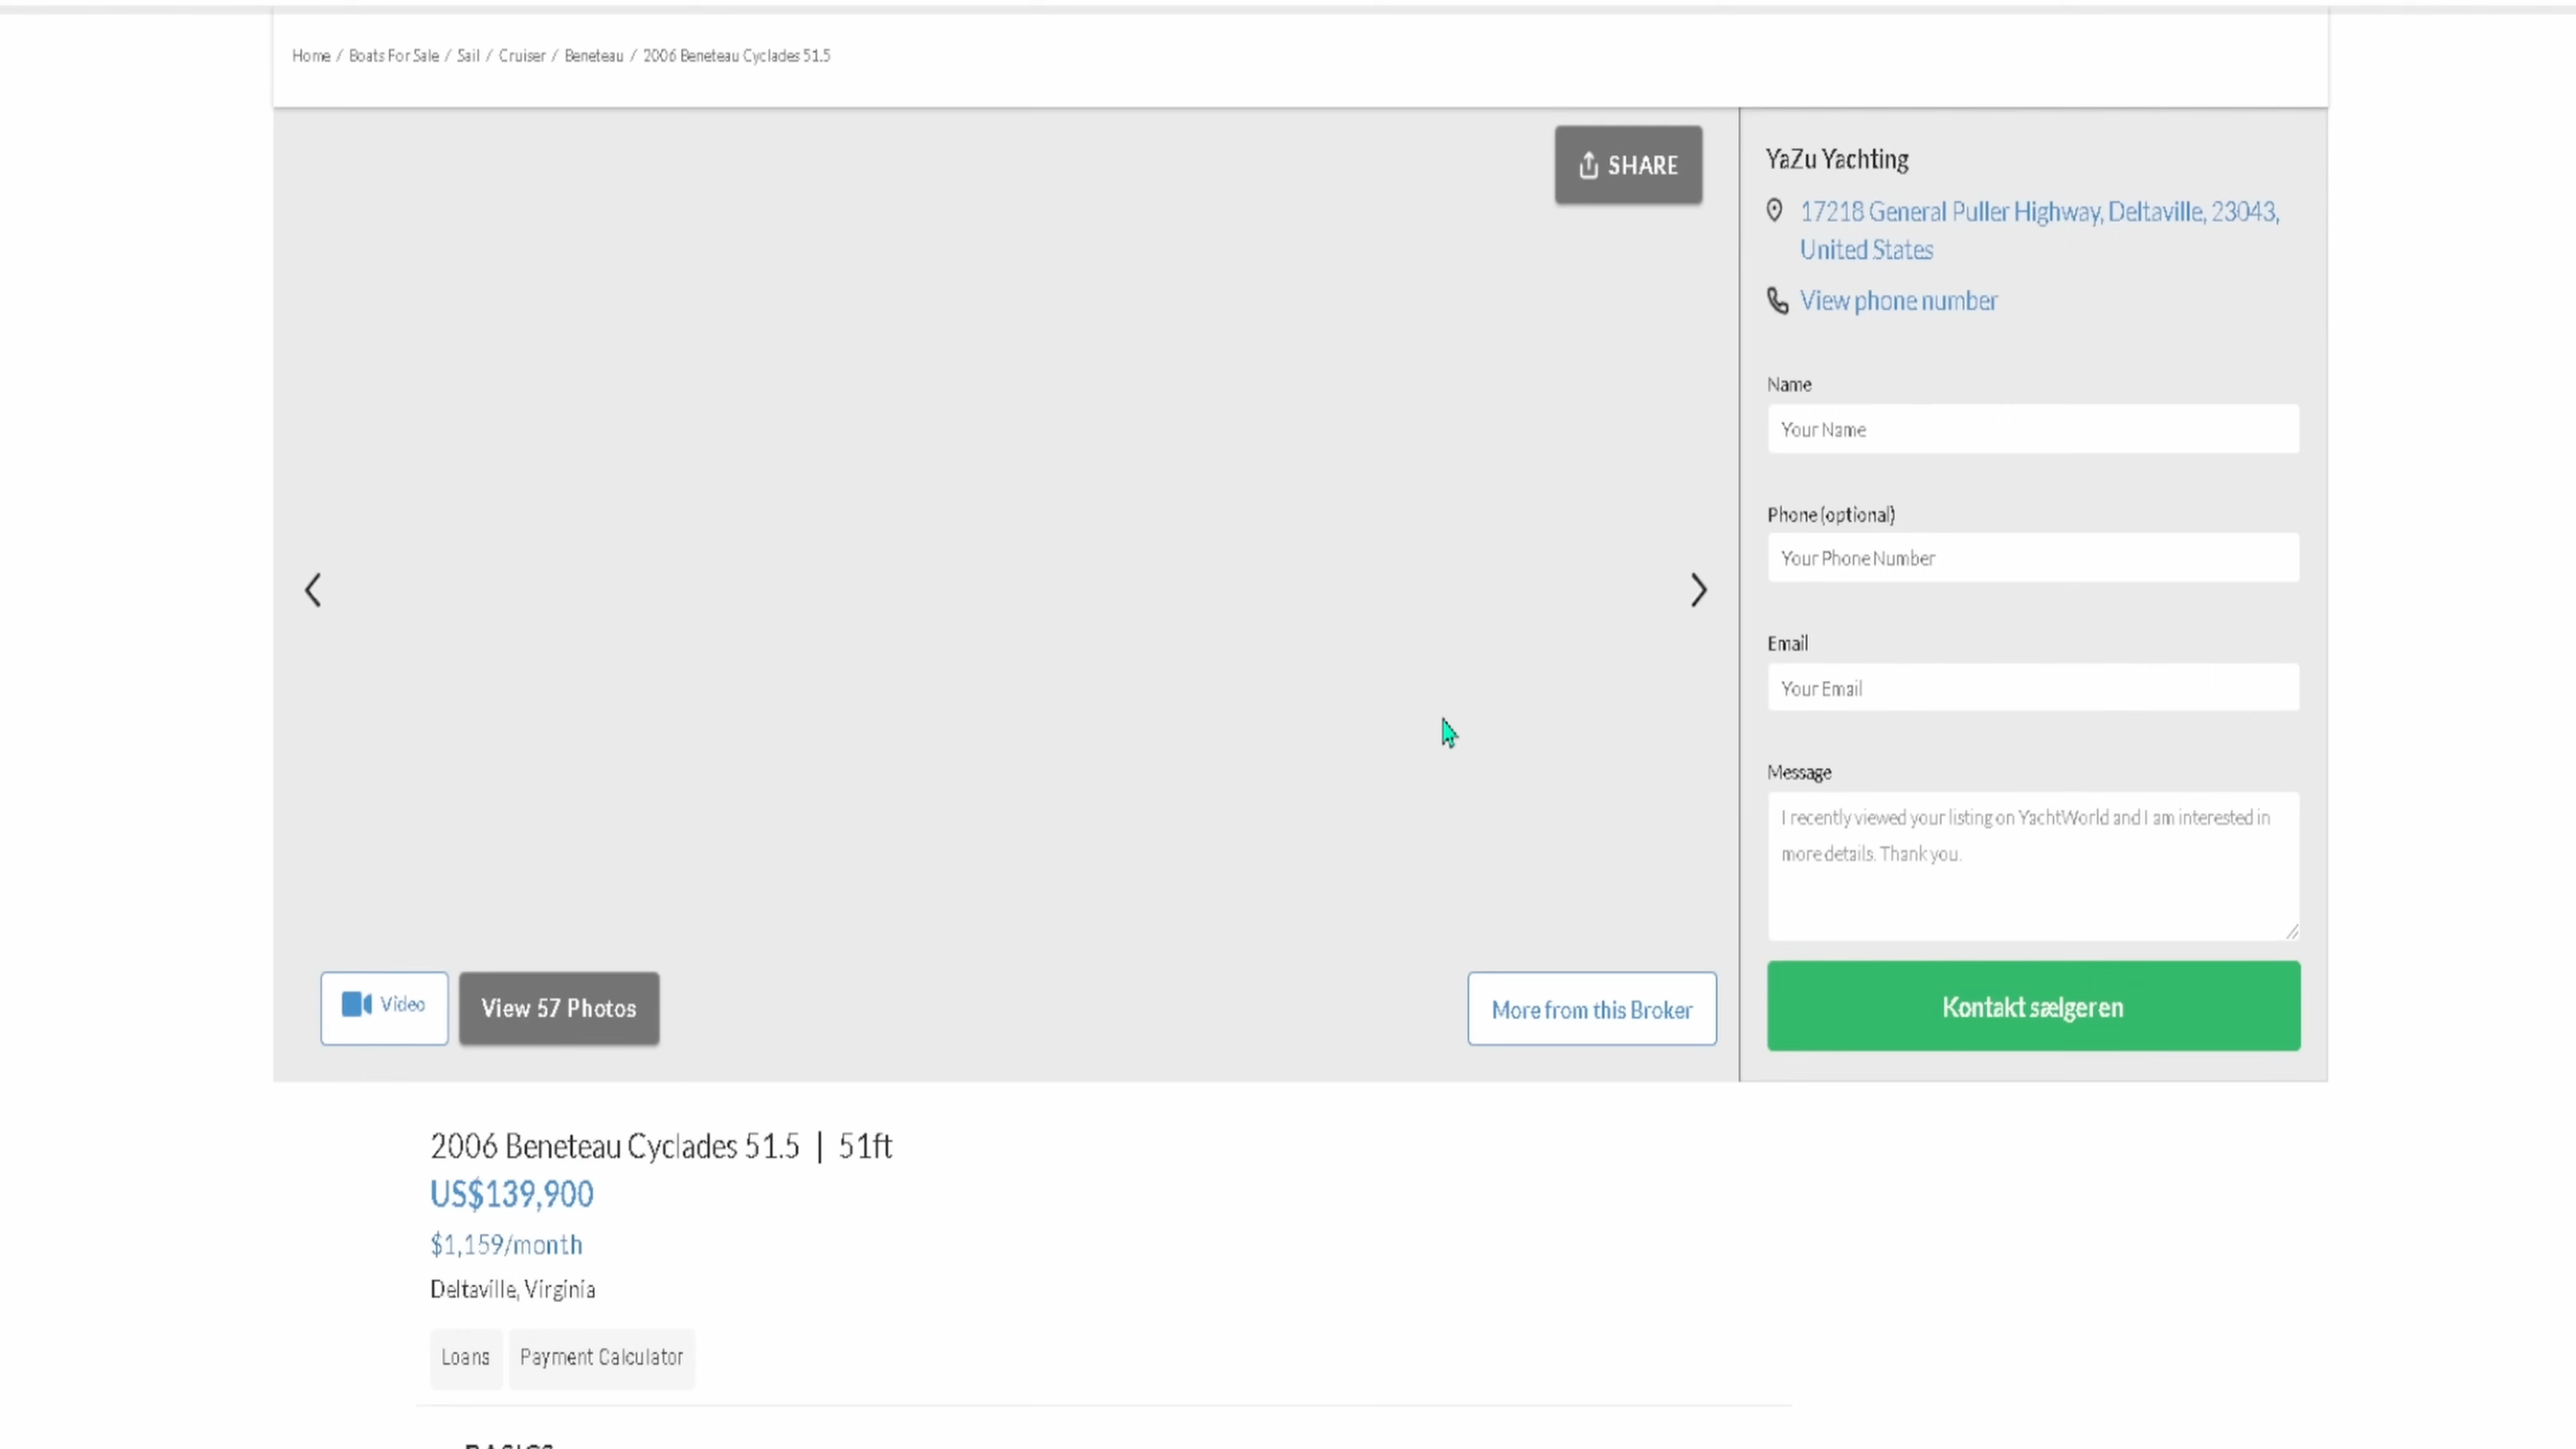 Home / Boats For Sale / Sail / Cruiser / Beneteau / 2006 Beneteau Cyclades 51.5
SHARE
YaZu Yachting
17218 General Puller Highway, Deltaville, 23043,
United States
View phone number
Name
Your Name
Phone (optional)
Your Phone Number
Email
Your Email
Message
I recently viewed your listing on YachtWorld and I am interested in
more details. Thank you.
Video
View 57 Photos
More from this Broker
Kontakt sælgeren
2006 Beneteau Cyclades 51.5 | 51ft
US$139,900
$1,159/month
Deltaville, Virginia
Loans
Payment Calculator